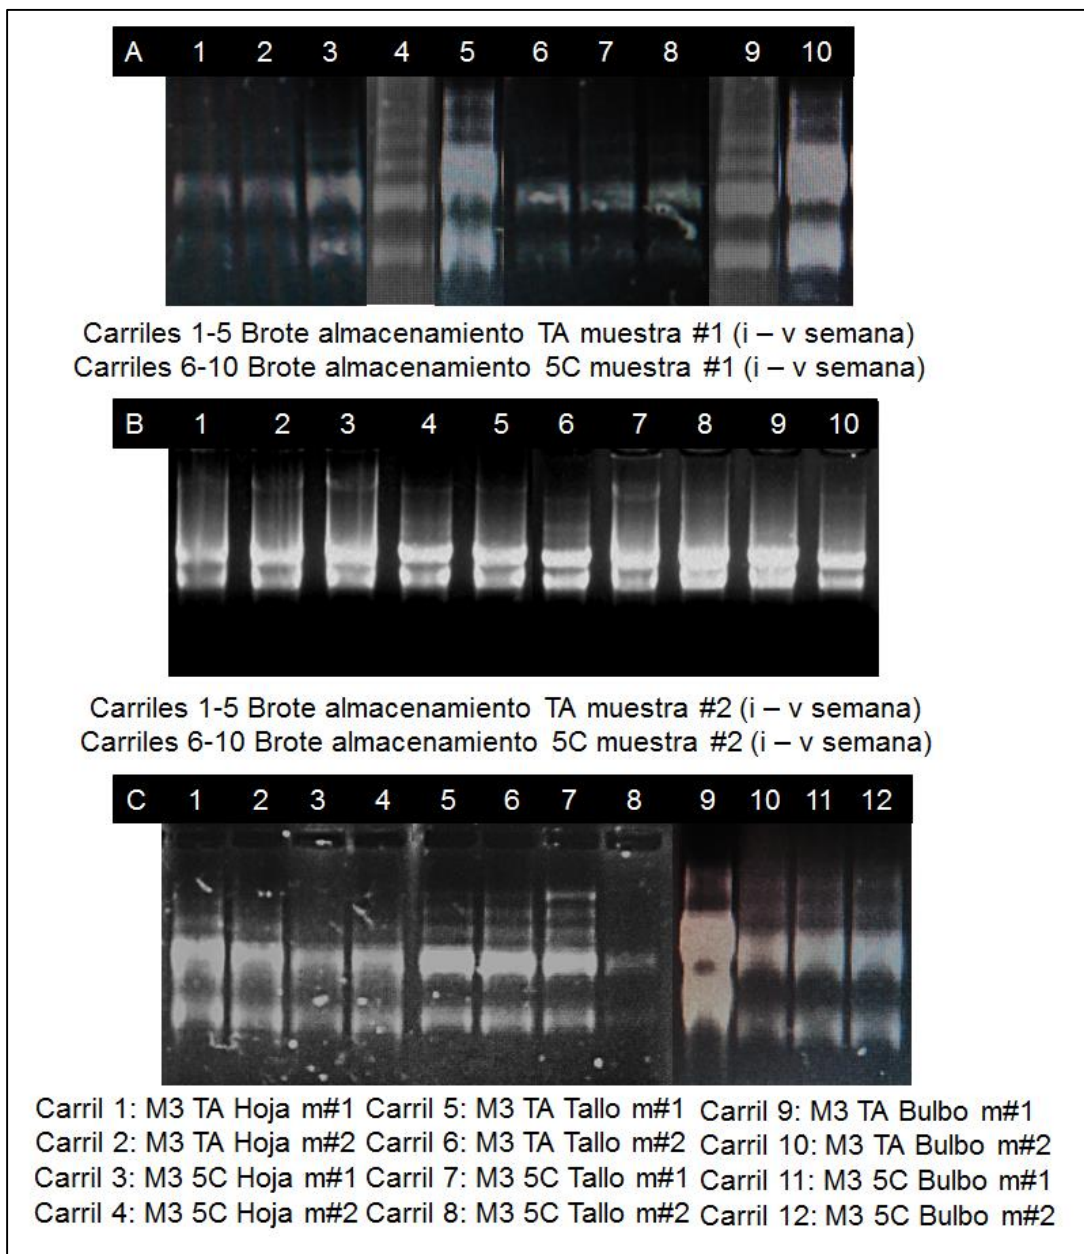 A 1 2 3 4 5 6 7 8 9 10
Carriles 1-5 Brote almacenamiento TA muestra #1 (i – v semana)
Carriles 6-10 Brote almacenamiento 5C muestra #1 (i – v semana)
B 1 2 3 4 5 6 7 8 9 10
Carriles 1-5 Brote almacenamiento TA muestra #2 (i – v semana)
Carriles 6-10 Brote almacenamiento 5C muestra #2 (i – v semana)
C 1 2 3 4 5 6 7 8 9 10 11 12
Carril 1: M3 TA Hoja m#1 Carril 5: M3 TA Tallo m#1 Carril 9: M3 TA Bulbo m#1
Carril 2: M3 TA Hoja m#2 Carril 6: M3 TA Tallo m#2 Carril 10: M3 TA Bulbo m#2
Carril 3: M3 5C Hoja m#1 Carril 7: M3 5C Tallo m#1 Carril 11: M3 5C Bulbo m#1
Carril 4: M3 5C Hoja m#2 Carril 8: M3 5C Tallo m#2 Carril 12: M3 5C Bulbo m#2